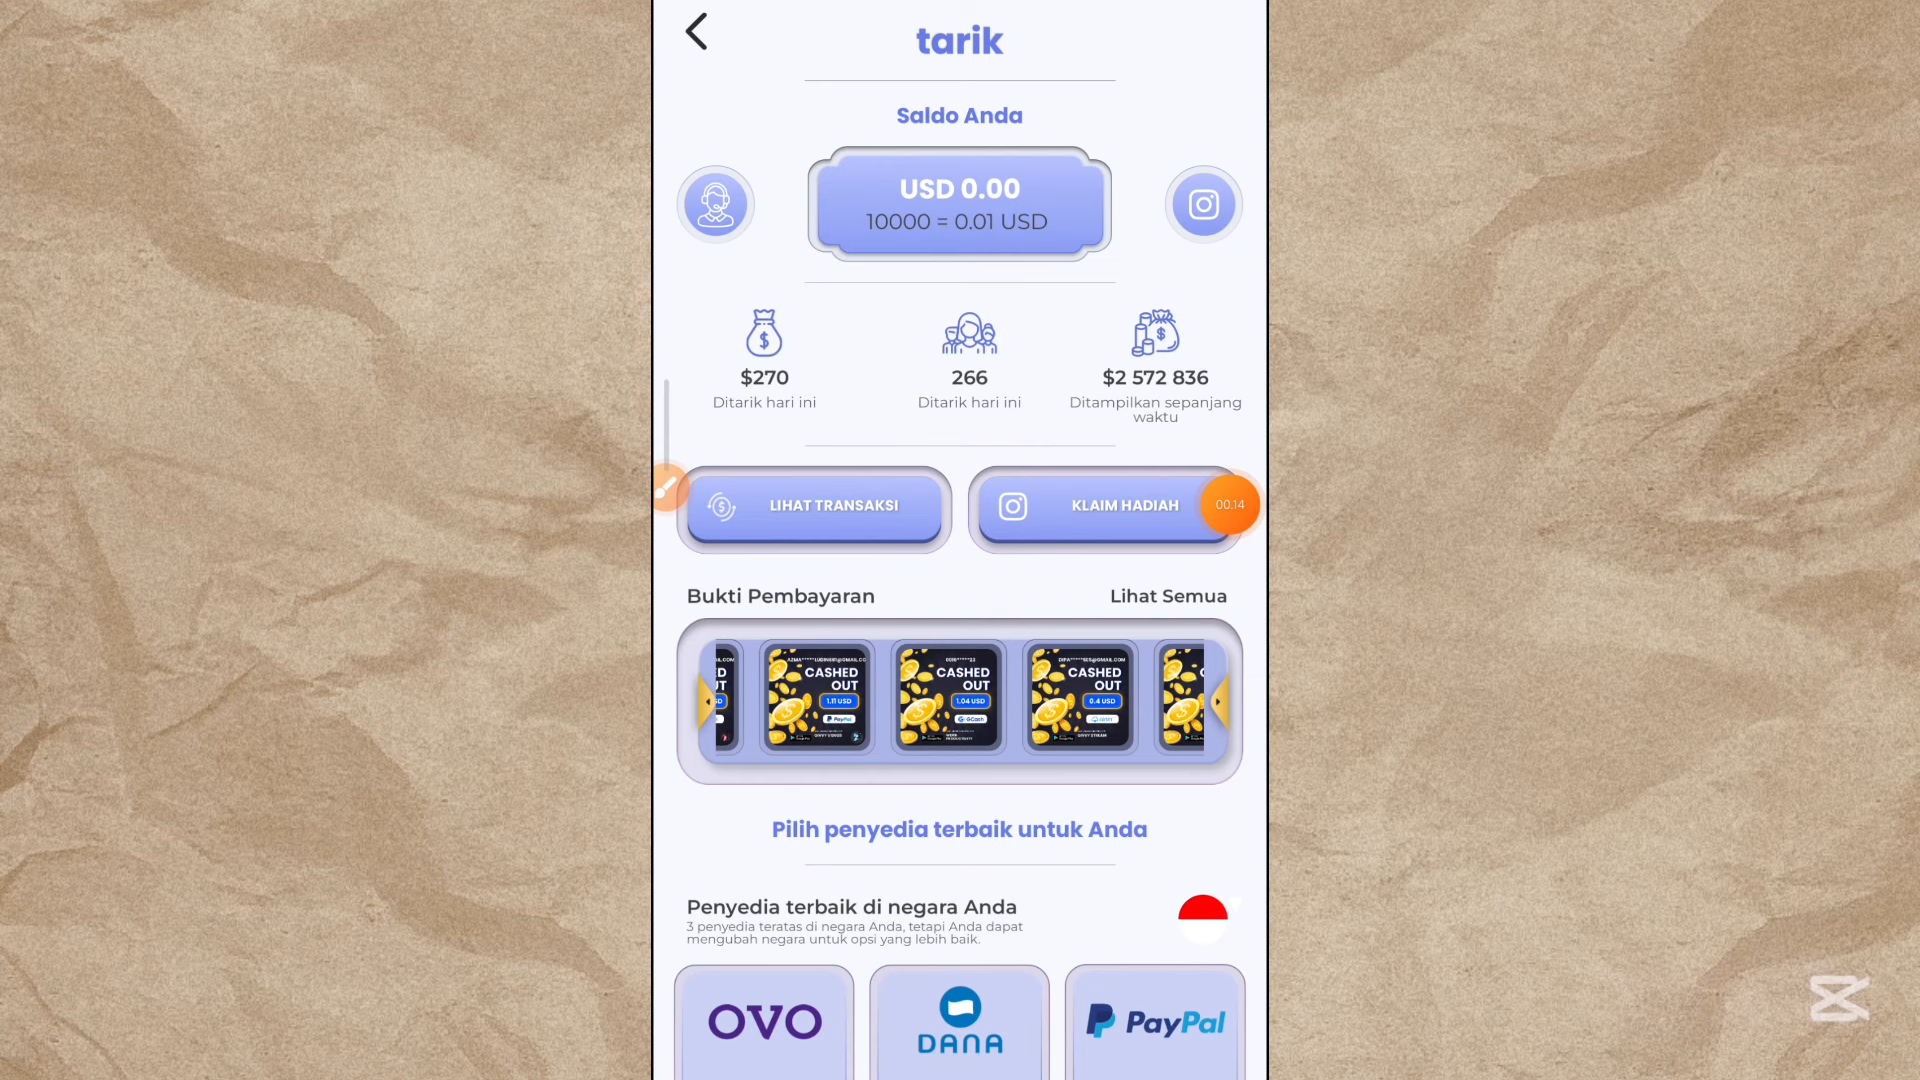 tarik
Saldo Anda
USD 0.00
10000 = 0.01 USD
$270
Ditarik hari ini
266
Ditarik hari ini
$2 572 836
Ditampilkan sepanjang
waktu
LIHAT TRANSAKSI
KLAIM HADIAH
00.14
Bukti Pembayaran
Lihat Semua
CASHED
OUT
1.11 USD
PayPal
CASHED
OUT
1.04 USD
GCash
CASHED
OUT
0.4 USD
Pilih penyedia terbaik untuk Anda
Penyedia terbaik di negara Anda
3 penyedia teratas di negara Anda, tetapi Anda dapat
mengubah negara untuk opsi yang lebih baik.
OVO
DANA
PayPal